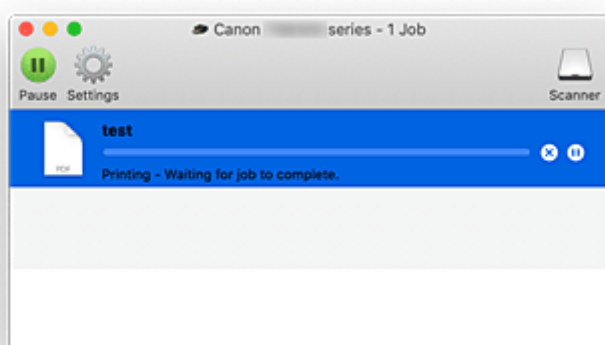 Canon series - 1 Job
Pause Settings Scanner
test
PDF
Printing - Waiting for job to complete.